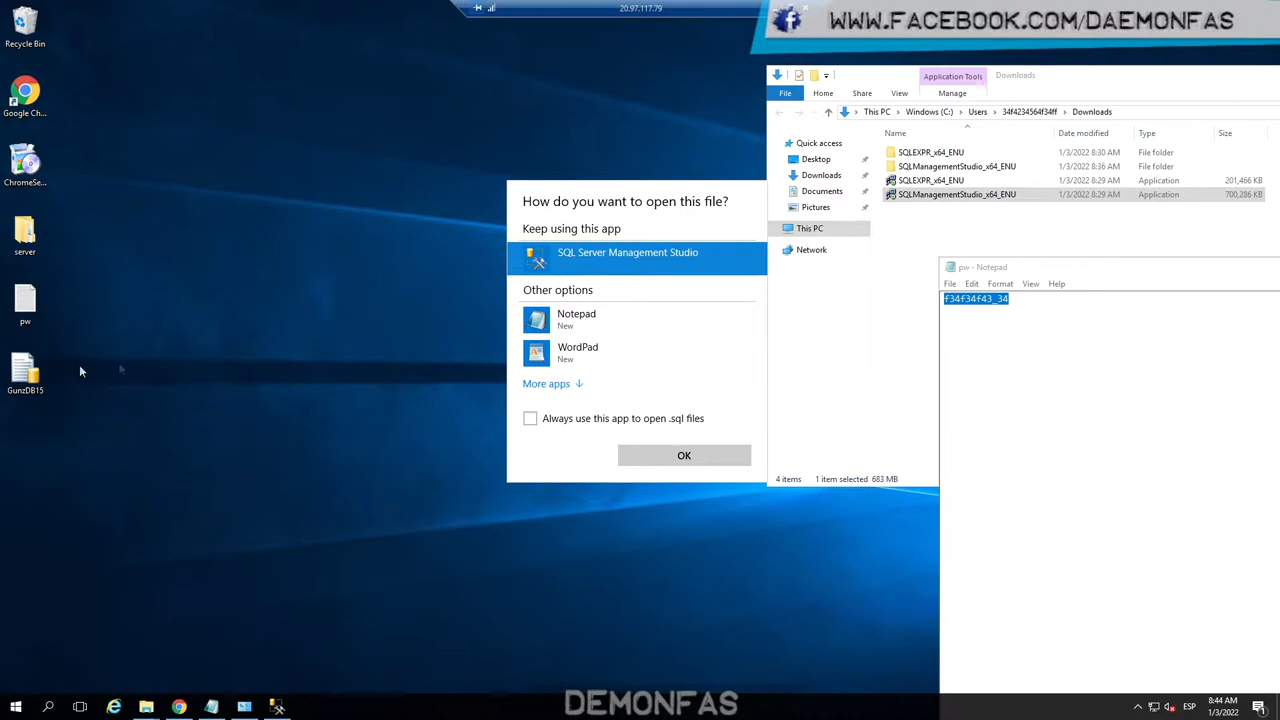 20.97.117.79
WWW.FACEBOOK.COM/DAEMONFAS
Recycle Bin
Google Ch...
ChromeSe...
server
pw
GunzDB15
How do you want to open this file?
Keep using this app
SQL Server Management Studio
Other options
Notepad
New
WordPad
New
More apps
Always use this app to open .sql files
OK
Application Tools
Downloads
File
Home
Share
View
Manage
This PC
Windows (C:)
Users
34f4234564f34ff
Downloads
Name
Date modified
Type
Size
Quick access
Desktop
Downloads
Documents
Pictures
This PC
Network
SQLEXPR_x64_ENU 1/3/2022 8:30 AM File folder
SQLManagementStudio_x64_ENU 1/3/2022 8:36 AM File folder
SQLEXPR_x64_ENU 1/3/2022 8:29 AM Application 201,466 KB
SQLManagementStudio_x64_ENU 1/3/2022 8:29 AM Application 700,286 KB
4 items 1 item selected 683 MB
pw - Notepad
File Edit Format View Help
f34f34f43_34
DEMONFAS
ESP
8:44 AM
1/3/2022
1